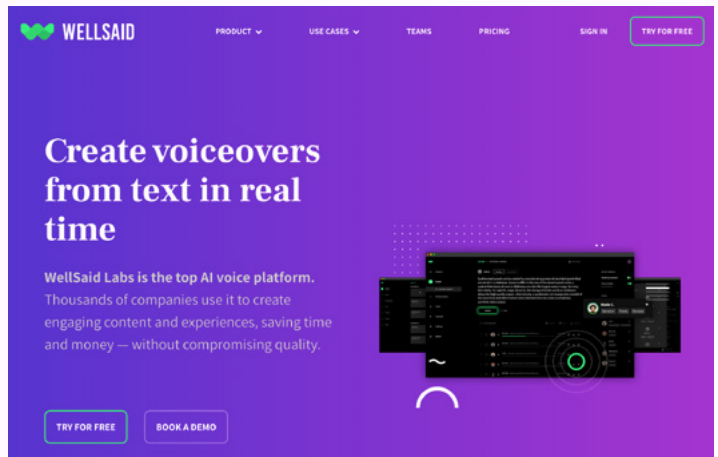 WELLSAID
PRODUCT
USE CASES
TEAMS
PRICING
SIGN IN
TRY FOR FREE
Create voiceovers
from text in real
time
WellSaid Labs is the top AI voice platform.
Thousands of companies use it to create
engaging content and experiences, saving time
and money — without compromising quality.
TRY FOR FREE
BOOK A DEMO